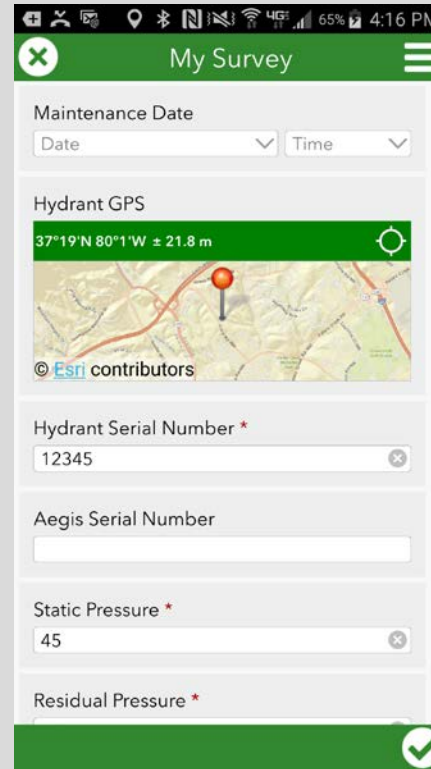 4G
65% 4:16 PM
My Survey
Maintenance Date
Date Time
Hydrant GPS
37°19'N 80°1'W ± 21.8 m
© Esri contributors
Hydrant Serial Number *
12345
Aegis Serial Number
Static Pressure *
45
Residual Pressure *